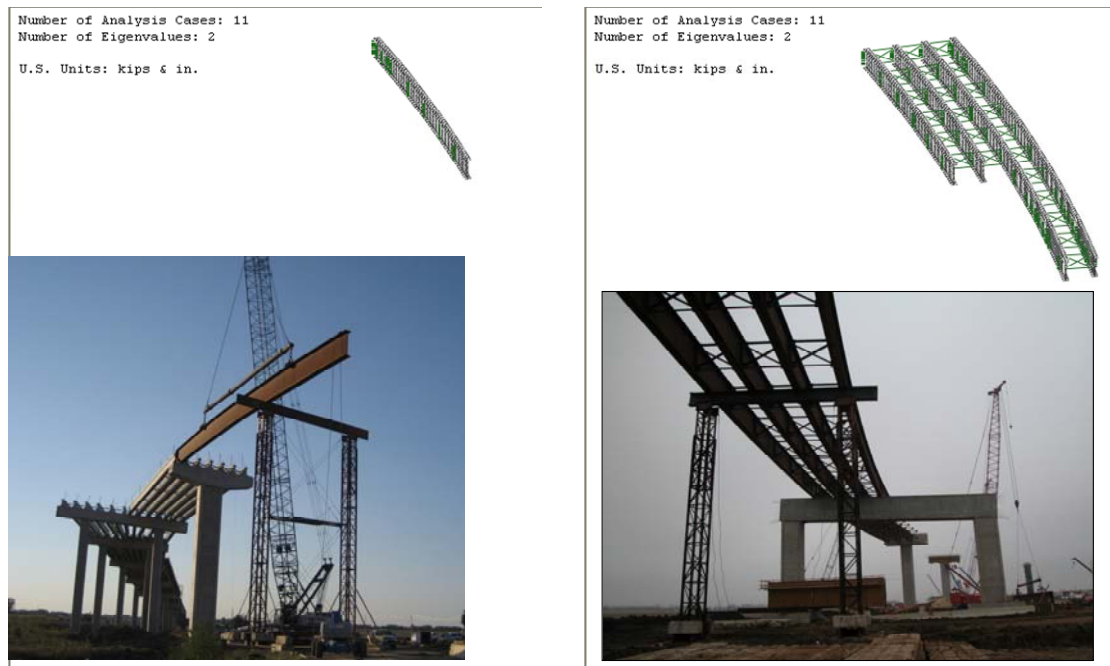 Number of Analysis Cases: 11
Number of Eigenvalues: 2
U.S. Units: kips & in.
Number of Analysis Cases: 11
Number of Eigenvalues: 2
U.S. Units: kips & in.